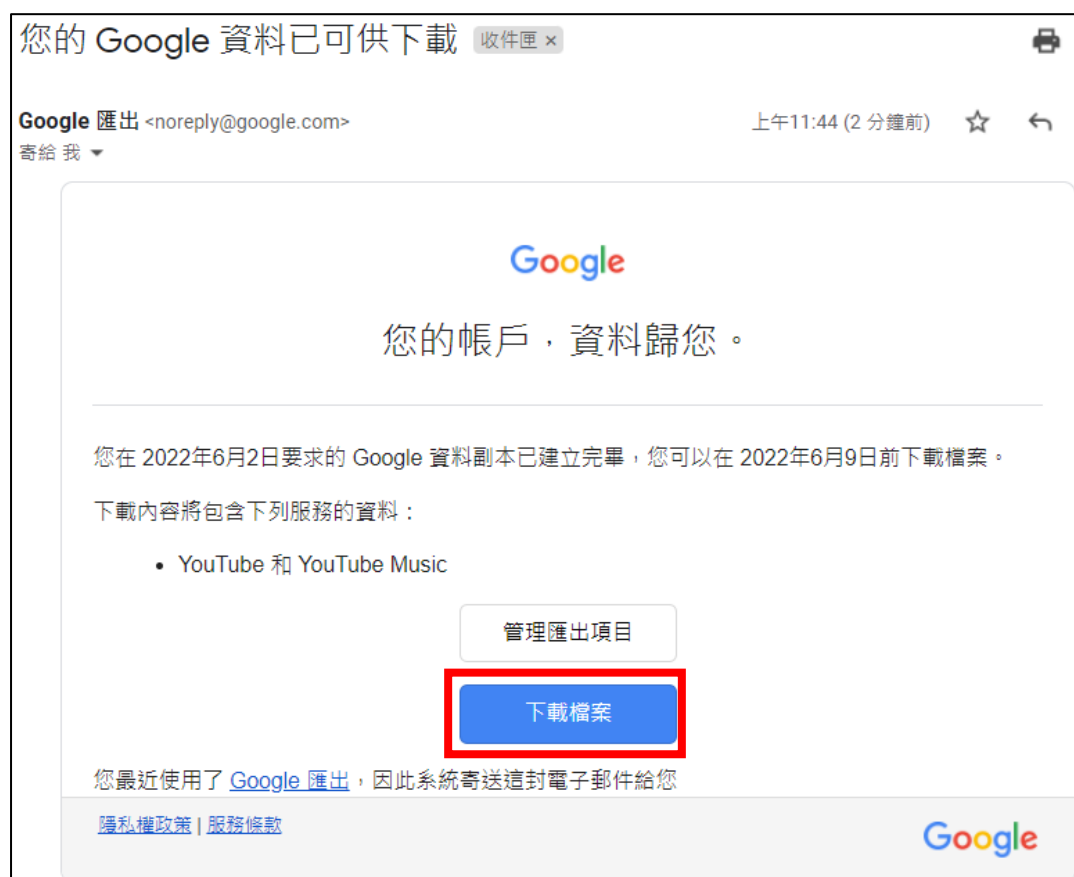 您的 Google 資料已可供下載 收件匣 ×
Google 匯出 <noreply@google.com> 上午11:44 (2 分鐘前)
寄給 我
Google
您的帳戶，資料歸您。
您在 2022年6月2日要求的 Google 資料副本已建立完畢，您可以在 2022年6月9日前下載檔案。
下載內容將包含下列服務的資料：
• YouTube 和 YouTube Music
管理匯出項目
下載檔案
您最近使用了 Google 匯出，因此系統寄送這封電子郵件給您
隱私權政策 | 服務條款
Google